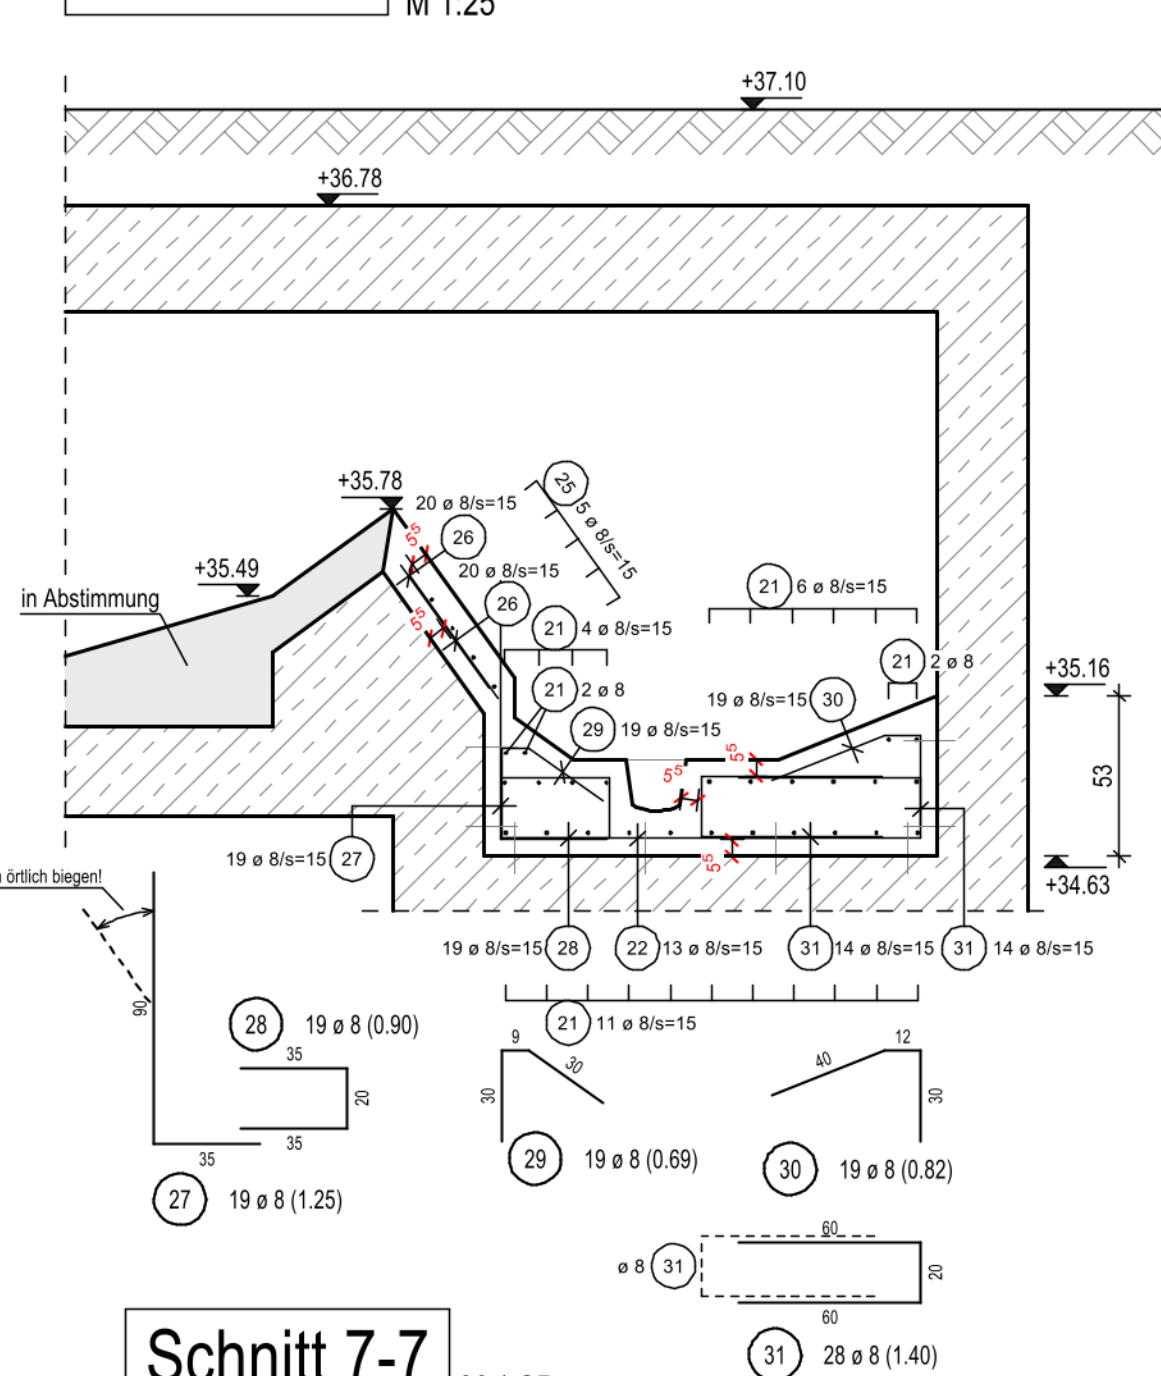 M 1:25
+37.10
+36.78
+35.78
20 ø 8/s=15
25 5 ø 8/s=15
5⁵
26
+35.49
20 ø 8/s=15
in Abstimmung
26
21 6 ø 8/s=15
5⁵
21 4 ø 8/s=15
21 2 ø 8
+35.16
21 2 ø 8
19 ø 8/s=15 30
29 19 ø 8/s=15
5⁵
5⁵
53
19 ø 8/s=15 27
5⁵
+34.63
örtlich biegen!
19 ø 8/s=15 28
22 13 ø 8/s=15
31 14 ø 8/s=15
31 14 ø 8/s=15
90
28 19 ø 8 (0.90)
21 11 ø 8/s=15
35
20
35
35
27 19 ø 8 (1.25)
9
30
30
29 19 ø 8 (0.69)
12
40
30
30 19 ø 8 (0.82)
60
ø 8 31
20
60
31 28 ø 8 (1.40)
Schnitt 7-7